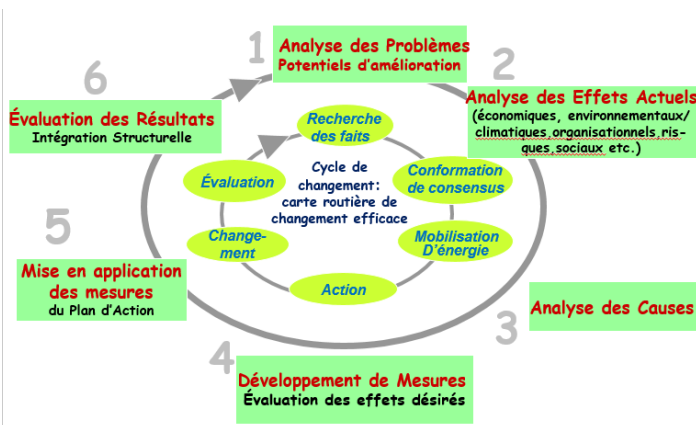 1
Analyse des Problèmes
Potentiels d'amélioration
2
Analyse des Effets Actuels
(économiques, environnementaux/
climatiques,organisationnels,ris-
ques,sociaux etc.)
3
Analyse des Causes
4
Développement de Mesures
Évaluation des effets désirés
5
Mise en application
des mesures
du Plan d'Action
6
Évaluation des Résultats
Intégration Structurelle
Recherche
des faits
Conformation
de consensus
Mobilisation
D'énergie
Action
Change-
ment
Évaluation
Cycle de
changement:
carte routière de
changement efficace